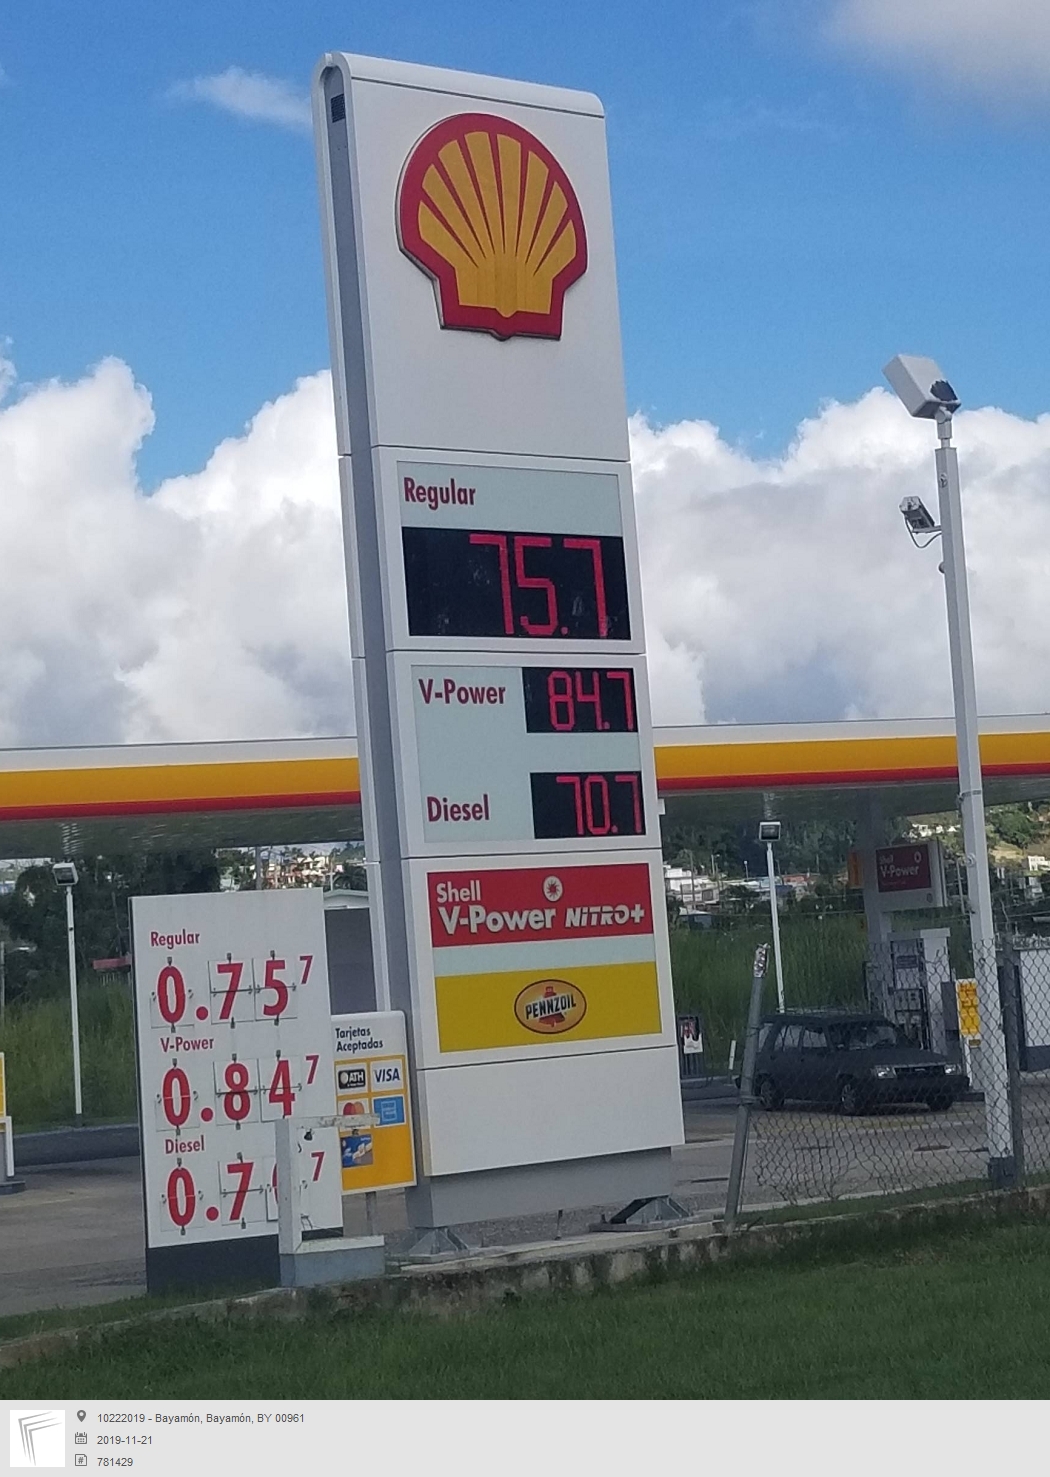 Regular
75.7
V-Power
84.7
Diesel
70.7
Shell
V-Power NiTRO+
PENNZOIL
Regular
0.75 7
V-Power
0.84 7
Diesel
0.7 7
Tarjetas
Aceptadas
ATH
VISA
Shell
V-Power
10222019 - Bayamón, Bayamón, BY 00961
2019-11-21
781429